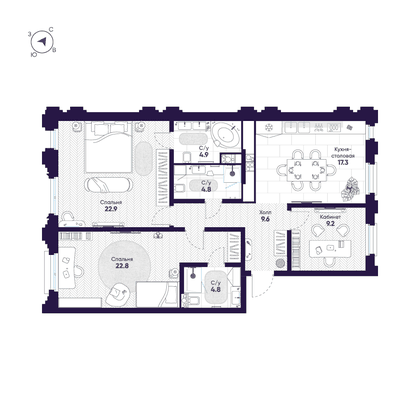 С
З
В
Ю
С/у
4.9
Кухня-
столовая
17.3
С/у
4.8
Спальня
22.9
Холл
9.6
Кабинет
9.2
Спальня
22.8
С/у
4.8